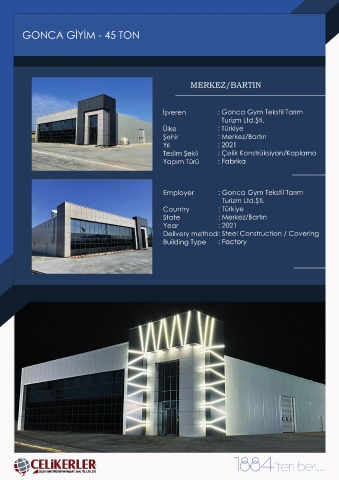 GONCA GİYİM - 45 TON
MERKEZ/BARTIN
İşveren : Gonca Gym Tekstil Tarım
Turizm Ltd.Şti.
Ülke : Türkiye
Şehir : Merkez/Bartın
Yıl : 2021
Teslim Şekli : Çelik Konstrüksiyon/Kaplama
Yapım Türü : Fabrika
Employer : Gonca Gym Tekstil Tarım
Turizm Ltd.Şti.
Country : Türkiye
State : Merkez/Bartın
Year : 2021
Delivery method : Steel Construction / Covering
Building Type : Factory
ÇELİKERLER
1884'ten beri...